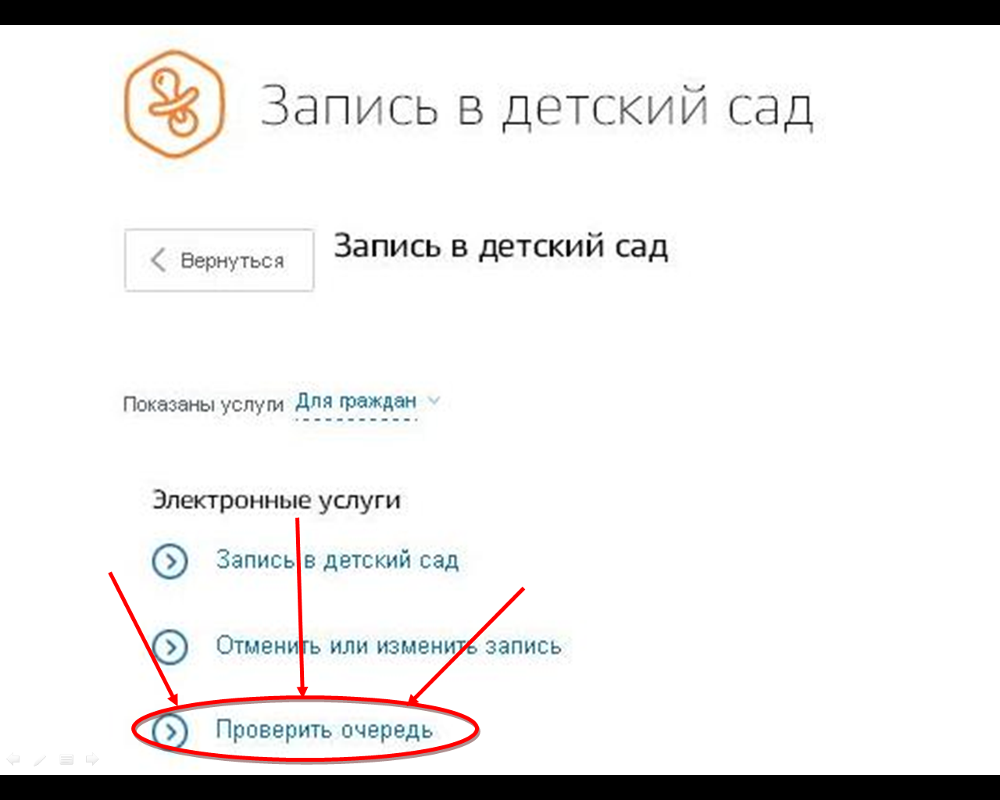 Запись в детский сад
Вернуться
Запись в детский сад
Показаны услуги Для граждан
Электронные услуги
Запись в детский сад
Отменить или изменить запись
Проверить очередь